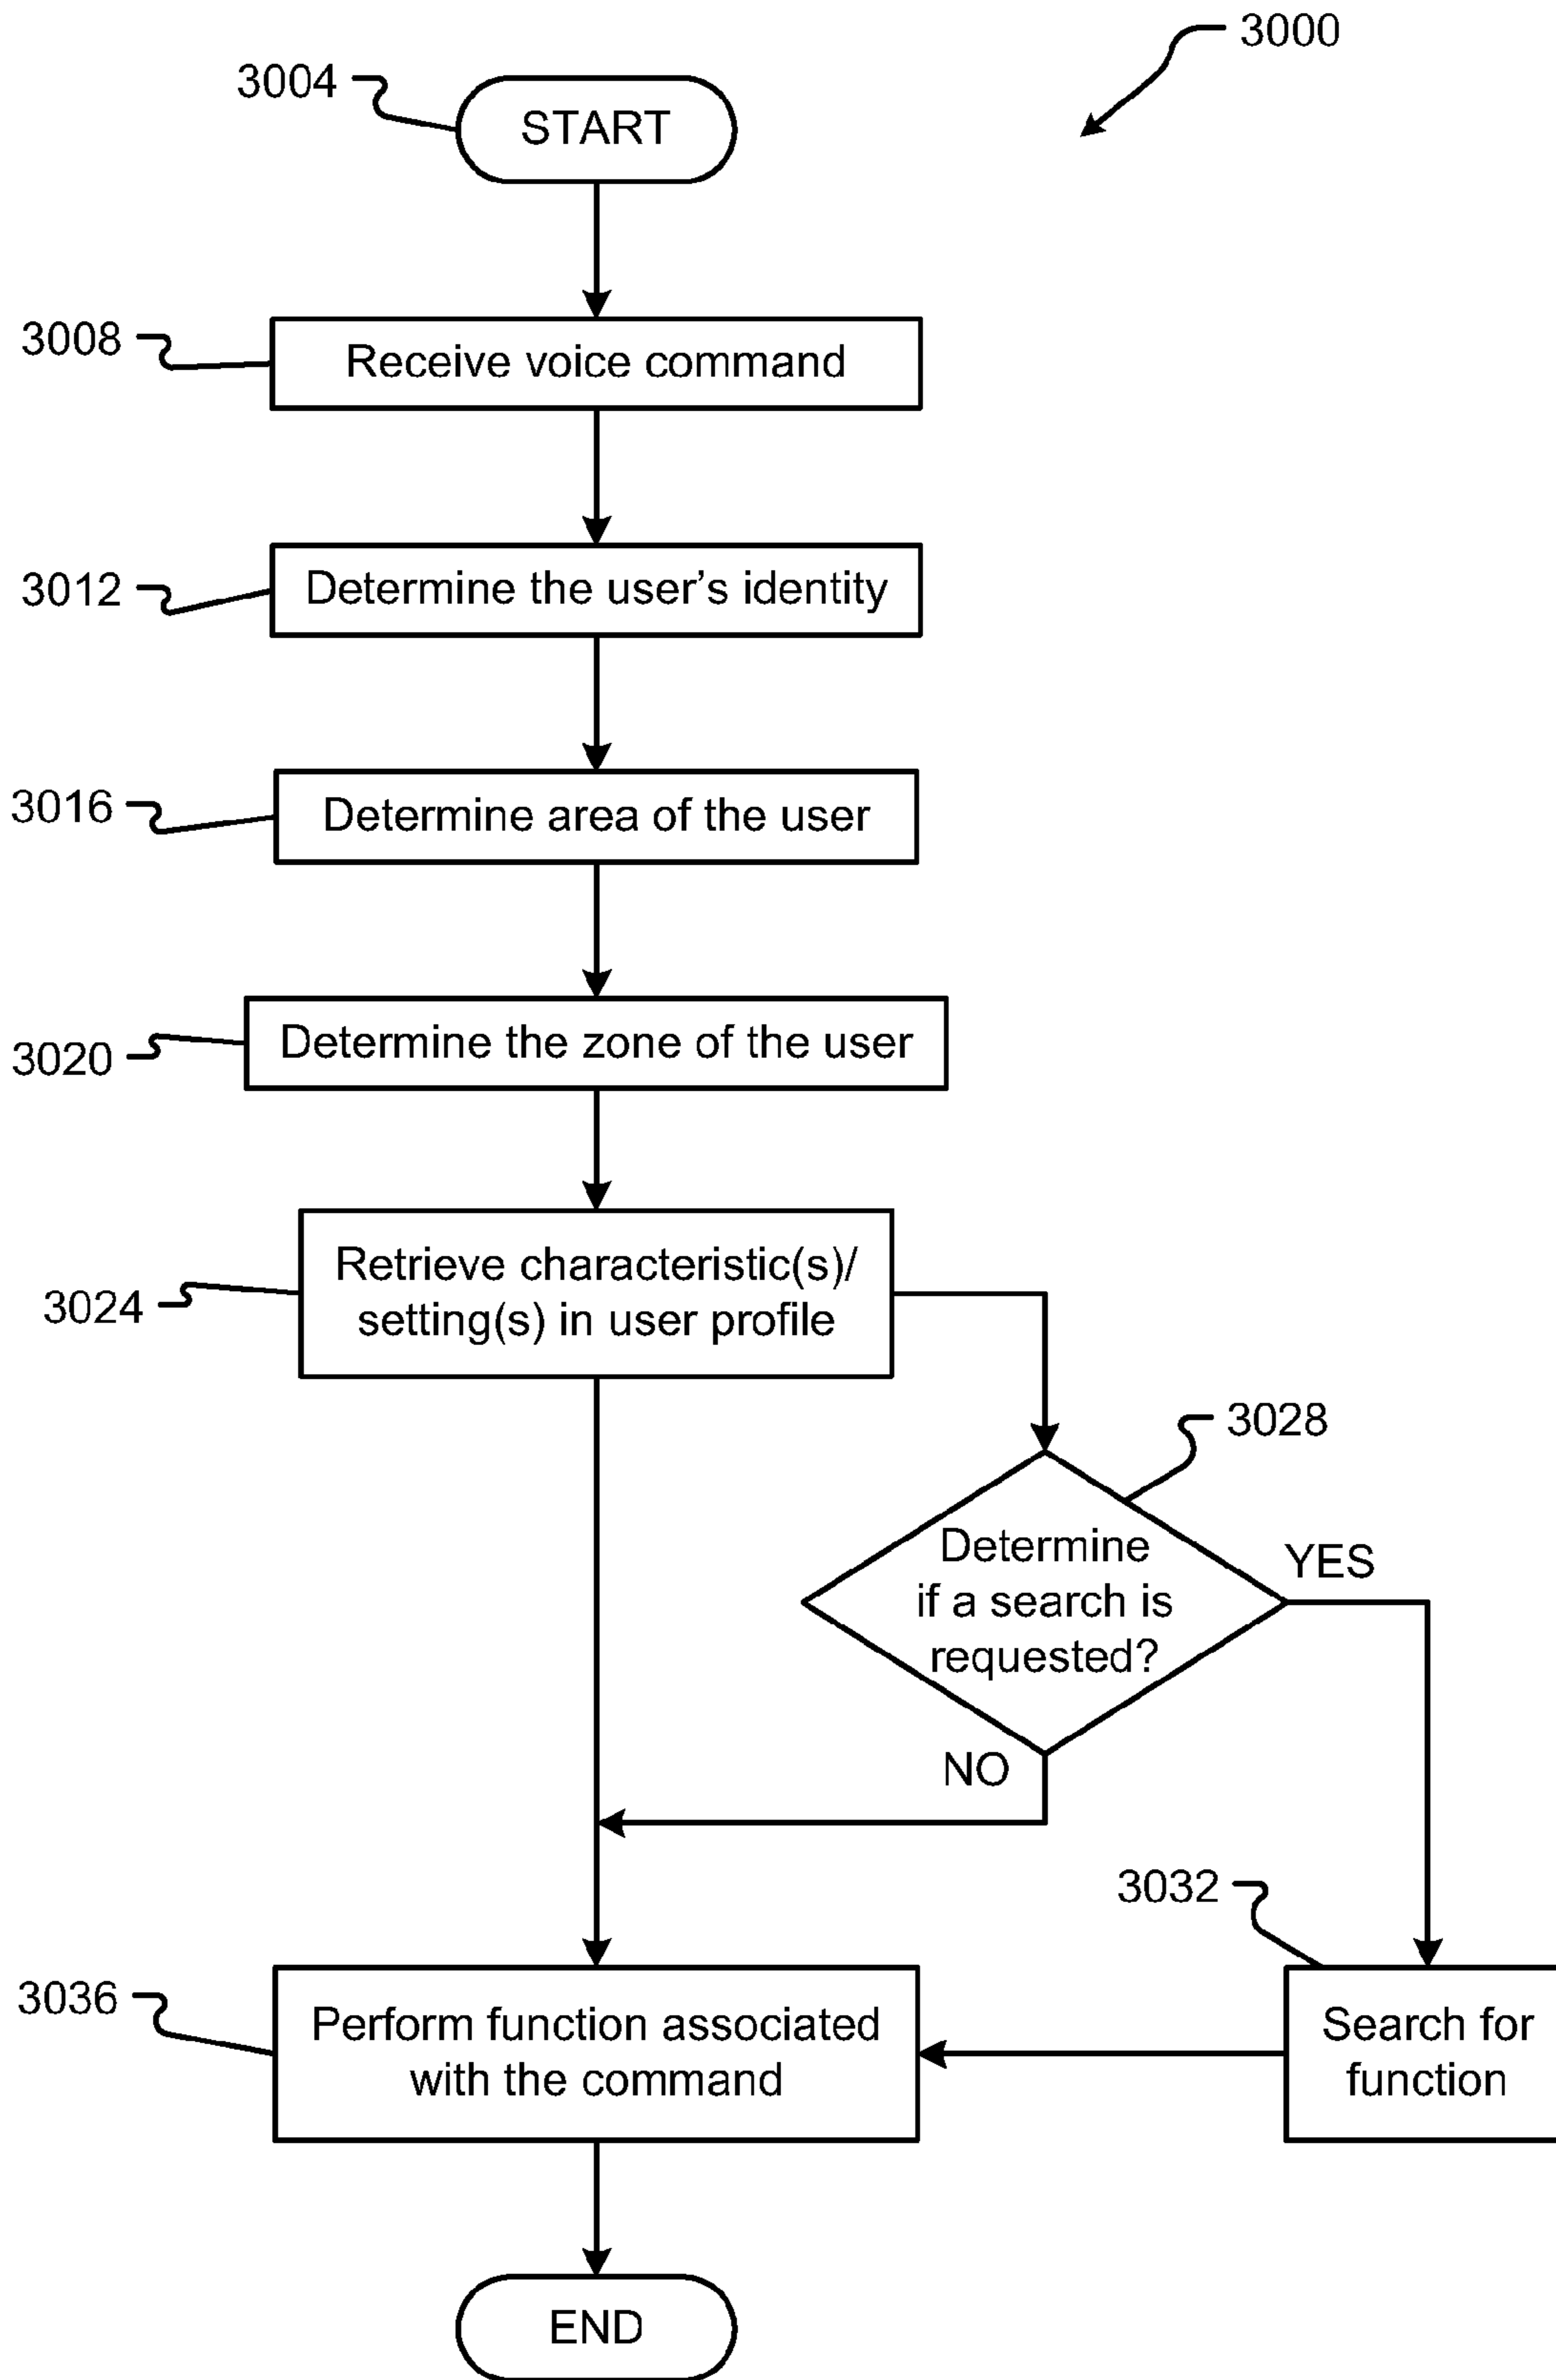 3000
3004
START
3008
Receive voice command
3012
Determine the user's identity
3016
Determine area of the user
3020
Determine the zone of the user
3024
Retrieve characteristic(s)/
setting(s) in user profile
3028
Determine
if a search is
requested?
YES
NO
3032
3036
Perform function associated
with the command
Search for
function
END